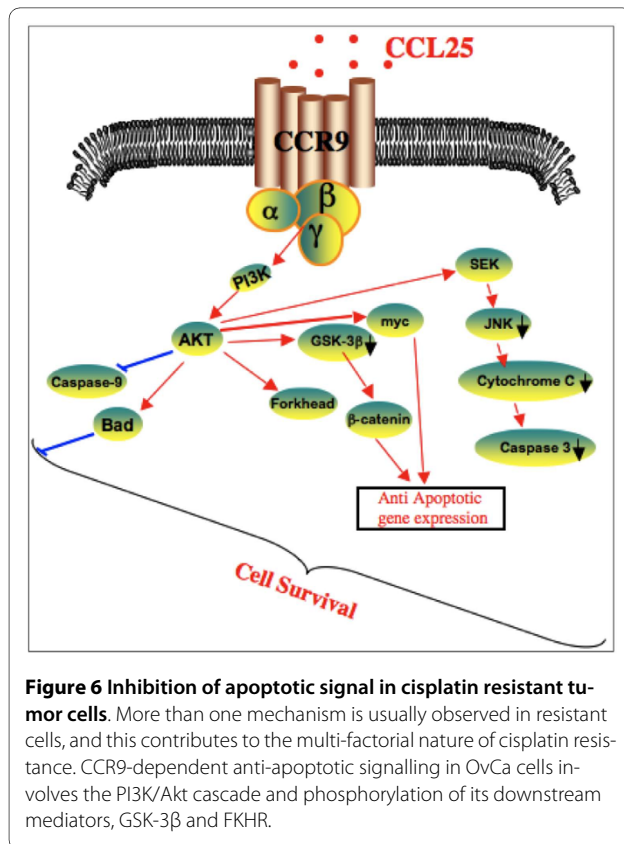 CCL25
CCR9
α
β
γ
PI3K
SEK
AKT
myc
GSK-3β
JNK
Caspase-9
Cytochrome C
Forkhead
Bad
β-catenin
Caspase 3
Anti Apoptotic
gene expression
Cell Survival
Figure 6 Inhibition of apoptotic signal in cisplatin resistant tu-
mor cells. More than one mechanism is usually observed in resistant
cells, and this contributes to the multi-factorial nature of cisplatin resis-
tance. CCR9-dependent anti-apoptotic signalling in OvCa cells in-
volves the PI3K/Akt cascade and phosphorylation of its downstream
mediators, GSK-3β and FKHR.